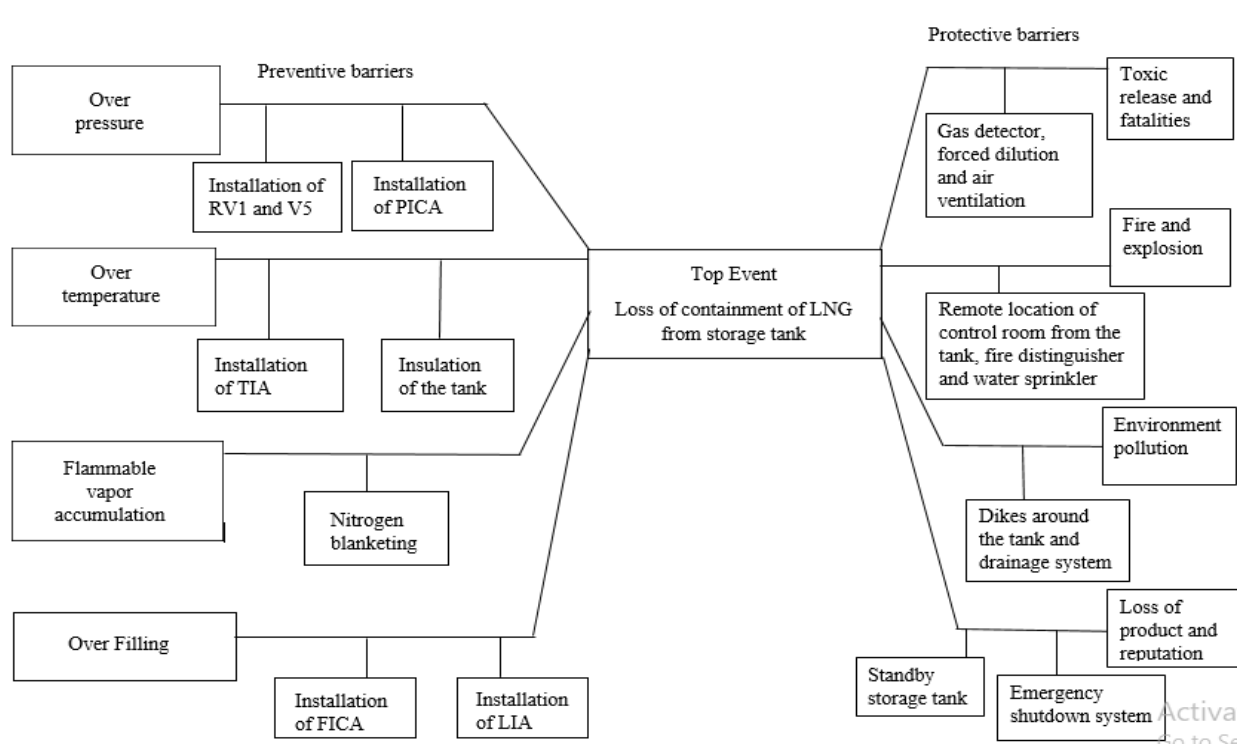 Protective barriers
Preventive barriers
Over
pressure
Installation of
RV1 and V5
Installation
of PICA
Over
temperature
Installation
of TIA
Insulation
of the tank
Flammable
vapor
accumulation
Nitrogen
blanketing
Over Filling
Installation
of FICA
Installation
of LIA
Top Event
Loss of containment of LNG
from storage tank
Toxic
release and
fatalities
Gas detector,
forced dilution
and air
ventilation
Fire and
explosion
Remote location of
control room from the
tank, fire distinguisher
and water sprinkler
Environment
pollution
Dikes around
the tank and
drainage system
Loss of
product and
reputation
Standby
storage tank
Emergency
shutdown system
Activa
Go to Se